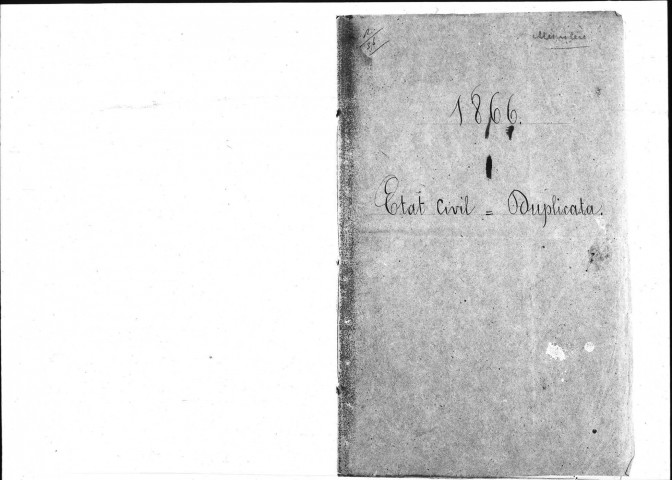 1866.
Etat Civil = Duplicata.